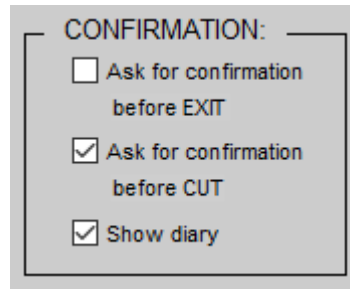 CONFIRMATION:
Ask for confirmation
before EXIT
Ask for confirmation
before CUT
Show diary